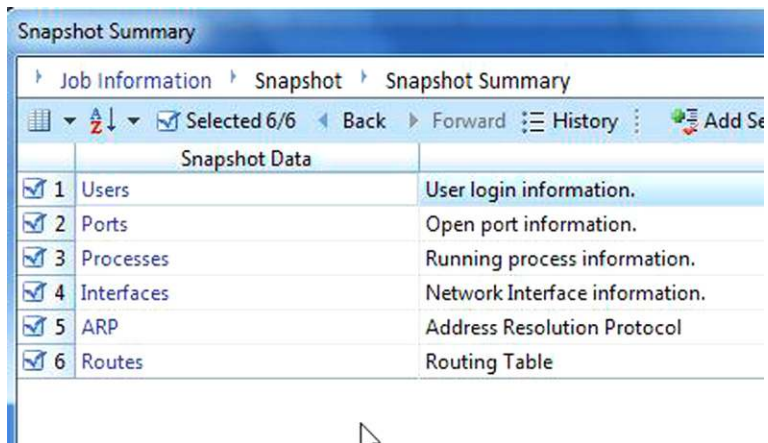 Snapshot Summary
Job Information Snapshot Snapshot Summary
Selected 6/6 Back Forward History Add Se
Snapshot Data
1 Users User login information.
2 Ports Open port information.
3 Processes Running process information.
4 Interfaces Network Interface information.
5 ARP Address Resolution Protocol
6 Routes Routing Table